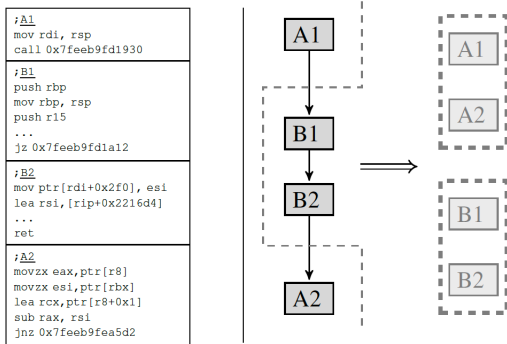 ;A1
mov rdi, rsp
call 0x7feeb9fd1930
;B1
push rbp
mov rbp, rsp
push r15
...
jz 0x7feeb9fd1a12
;B2
mov ptr[rdi+0x2f0], esi
lea rsi,[rip+0x2216d4]
...
ret
;A2
movzx eax,ptr[r8]
movzx esi,ptr[rbx]
lea rcx,ptr[r8+0x1]
sub rax, rsi
jnz 0x7feeb9fea5d2
A1
B1
B2
A2
A1
A2
B1
B2